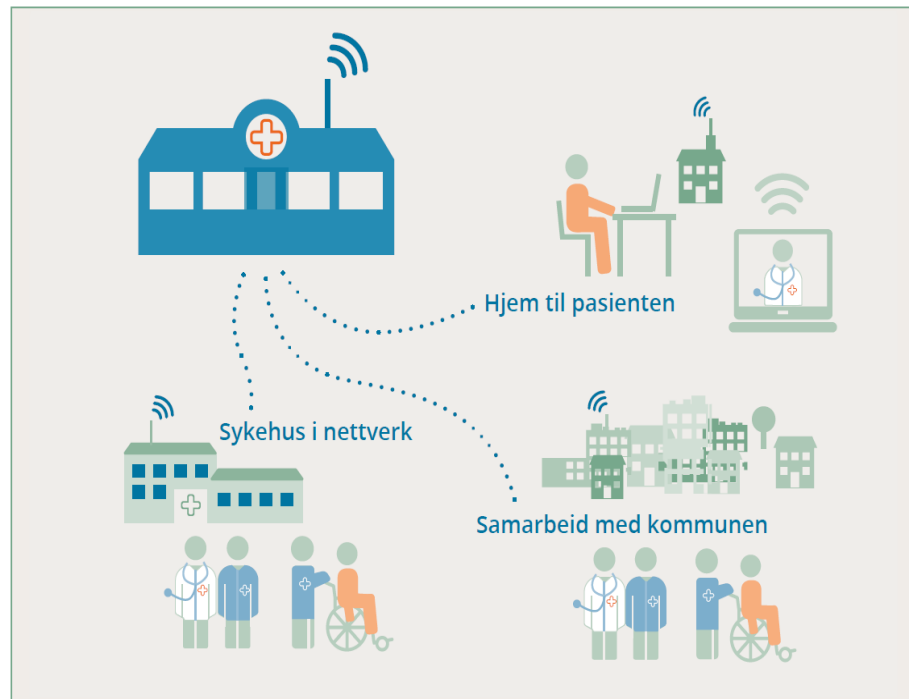 Hjem til pasienten
Sykehus i nettverk
Samarbeid med kommunen